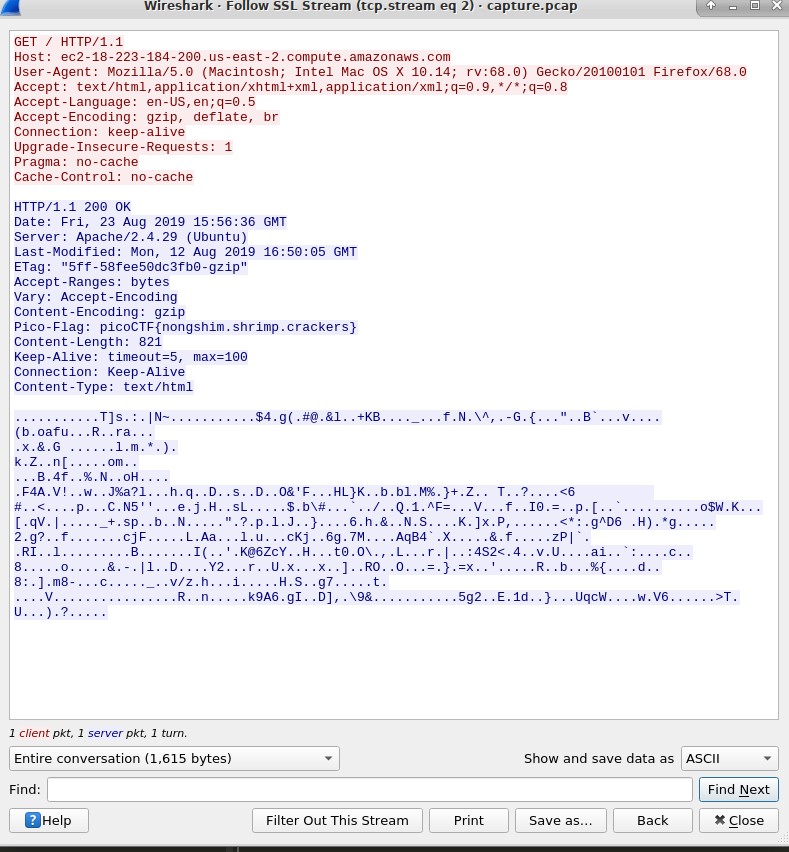 Wireshark · Follow SSL Stream (tcp.stream eq 2) · capture.pcap
GET / HTTP/1.1
Host: ec2-18-223-184-200.us-east-2.compute.amazonaws.com
User-Agent: Mozilla/5.0 (Macintosh; Intel Mac OS X 10.14; rv:68.0) Gecko/20100101 Firefox/68.0
Accept: text/html,application/xhtml+xml,application/xml;q=0.9,*/*;q=0.8
Accept-Language: en-US,en;q=0.5
Accept-Encoding: gzip, deflate, br
Connection: keep-alive
Upgrade-Insecure-Requests: 1
Pragma: no-cache
Cache-Control: no-cache
HTTP/1.1 200 OK
Date: Fri, 23 Aug 2019 15:56:36 GMT
Server: Apache/2.4.29 (Ubuntu)
Last-Modified: Mon, 12 Aug 2019 16:50:05 GMT
ETag: "5ff-58fee50dc3fb0-gzip"
Accept-Ranges: bytes
Vary: Accept-Encoding
Content-Encoding: gzip
Pico-Flag: picoCTF{nongshim.shrimp.crackers}
Content-Length: 821
Keep-Alive: timeout=5, max=100
Connection: Keep-Alive
Content-Type: text/html
...........T]s.:.|N~...........$4.g(.#@.&l..+KB...._...f.N.\^,.-G.{..."..B`...v....
(b.oafu...R..ra...
.x.&.G ......l.m.*.).
k.Z..n[.....om..
...B.4f..%.N..oH....
.F4A.V!..w..J%a?l...h.q..D..s..D..O&'F...HL}K..b.bl.M%.}+.Z.. T..?....<6
#..<....p...C.N5''...e.j.H..sL.....$.b\#...`../..Q.1.^F=...V...f..I0.=..p.[..`..........o$W.K...
[.qV.|....._+.sp..b..N.....".?.p.l.J..}....6.h.&..N.S....K.]x.P,......<*:.g^D6 .H).*g.....
2.g?..f.......cjF.....L.Aa...l.u...cKj..6g.7M....AqB4`.X.....&.f.....zP|`.
.RI..l.........B.......I(..'.K@6ZcY..H...t0.O\.,.L...r.|..:4S2<.4..v.U....ai..`:....c..
8.....o.....&.-.|l..D....Y2...r..U.x...x..]..RO..O...=.}.=x..'.....R..b...%{....d..
8:.].m8-...c....._..v/z.h...i.....H.S..g7.....t.
....V................R..n.....k9A6.gI..D],.\9&...........5g2..E.1d..}...UqcW....w.V6......>T.
U...).?.....
1 client pkt, 1 server pkt, 1 turn.
Entire conversation (1,615 bytes) Show and save data as ASCII
Find: Find Next
Help Filter Out This Stream Print Save as… Back Close